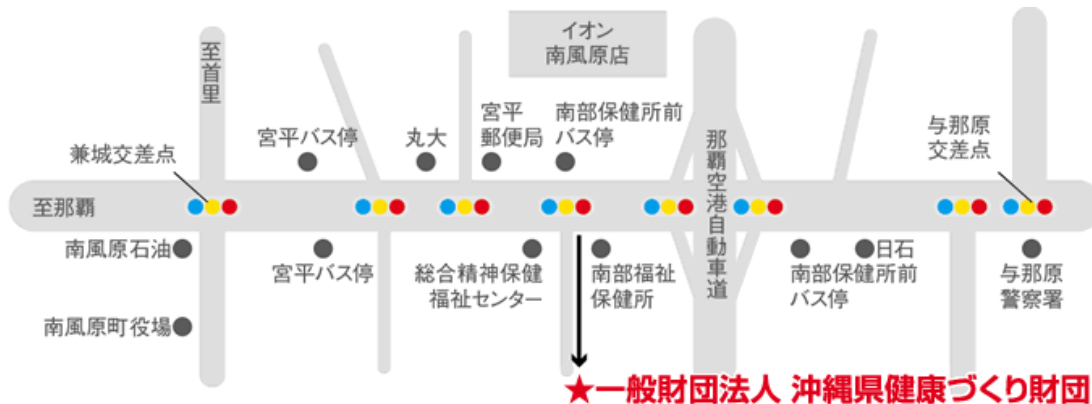 イオン
南風原店
至首里
宮平バス停
丸大
宮平
郵便局
南部保健所前
バス停
那覇空港自動車道
与那原
交差点
兼城交差点
至那覇
南風原石油
宮平バス停
総合精神保健
福祉センター
南部福祉
保健所
南部保健所前
バス停
日石
与那原
警察署
南風原町役場
★一般財団法人 沖縄県健康づくり財団